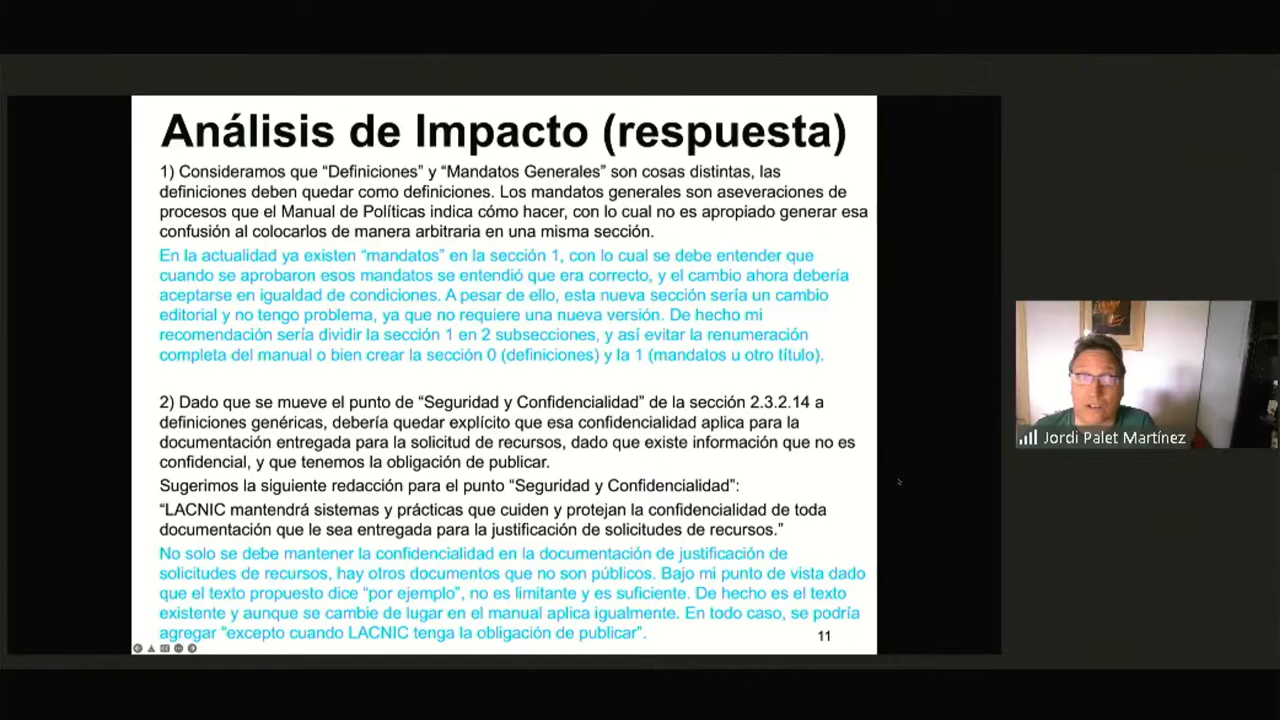 Análisis de Impacto (respuesta)
1) Consideramos que “Definiciones” y “Mandatos Generales” son cosas distintas, las
definiciones deben quedar como definiciones. Los mandatos generales son aseveraciones de
procesos que el Manual de Políticas indica cómo hacer, con lo cual no es apropiado generar esa
confusión al colocarlos de manera arbitraria en una misma sección.
En la actualidad ya existen “mandatos” en la sección 1, con lo cual se debe entender que
cuando se aprobaron esos mandatos se entendió que era correcto, y el cambio ahora debería
aceptarse en igualdad de condiciones. A pesar de ello, esta nueva sección sería un cambio
editorial y no tengo problema, ya que no requiere una nueva versión. De hecho mi
recomendación sería dividir la sección 1 en 2 subsecciones, y así evitar la renumeración
completa del manual o bien crear la sección 0 (definiciones) y la 1 (mandatos u otro título).
2) Dado que se mueve el punto de “Seguridad y Confidencialidad” de la sección 2.3.2.14 a
definiciones genéricas, debería quedar explícito que esa confidencialidad aplica para la
documentación entregada para la solicitud de recursos, dado que existe información que no es
confidencial, y que tenemos la obligación de publicar.
Sugerimos la siguiente redacción para el punto “Seguridad y Confidencialidad”:
“LACNIC mantendrá sistemas y prácticas que cuiden y protejan la confidencialidad de toda
documentación que le sea entregada para la justificación de solicitudes de recursos.”
No solo se debe mantener la confidencialidad en la documentación de justificación de
solicitudes de recursos, hay otros documentos que no son públicos. Bajo mi punto de vista dado
que el texto propuesto dice “por ejemplo”, no es limitante y es suficiente. De hecho es el texto
existente y aunque se cambie de lugar en el manual aplica igualmente. En todo caso, se podría
agregar “excepto cuando LACNIC tenga la obligación de publicar”.
11
Jordi Palet Martínez